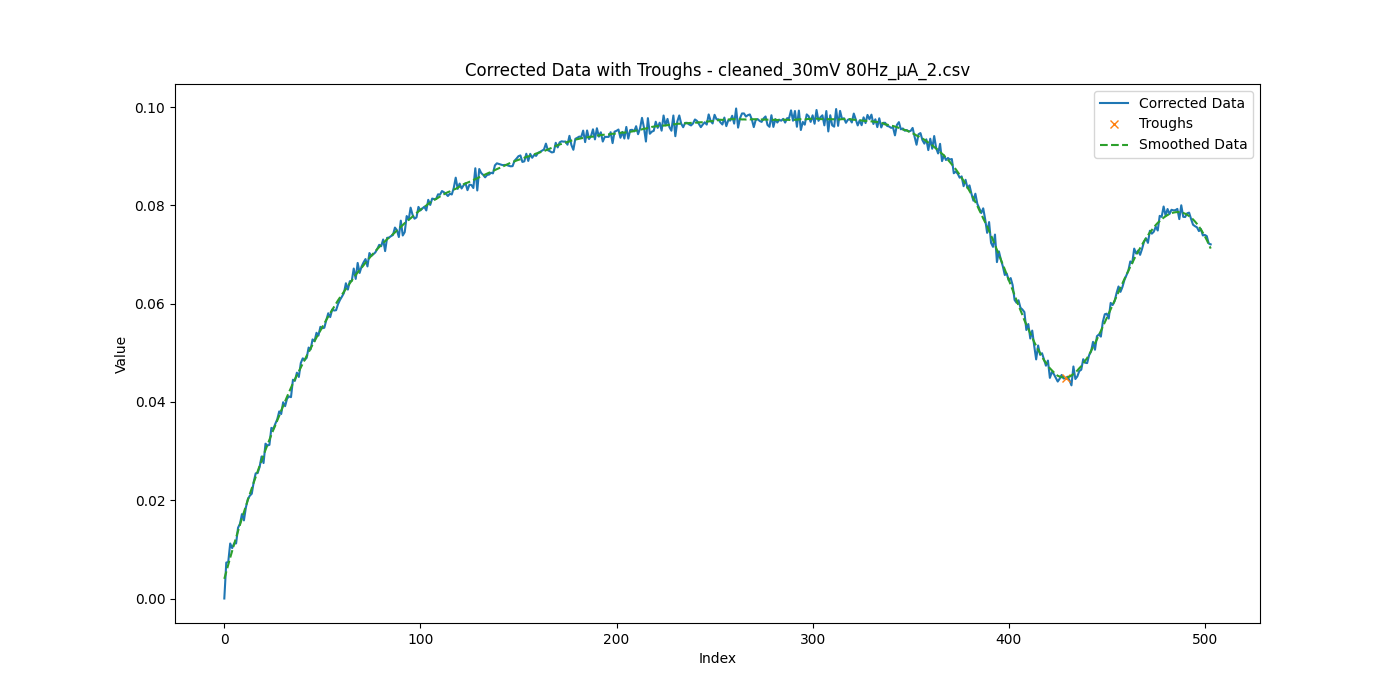 Corrected Data with Troughs - cleaned_30mV 80Hz_μA_2.csv
Corrected Data
Troughs
Smoothed Data
Value
0.10
0.08
0.06
0.04
0.02
0.00
0 100 200 300 400 500
Index